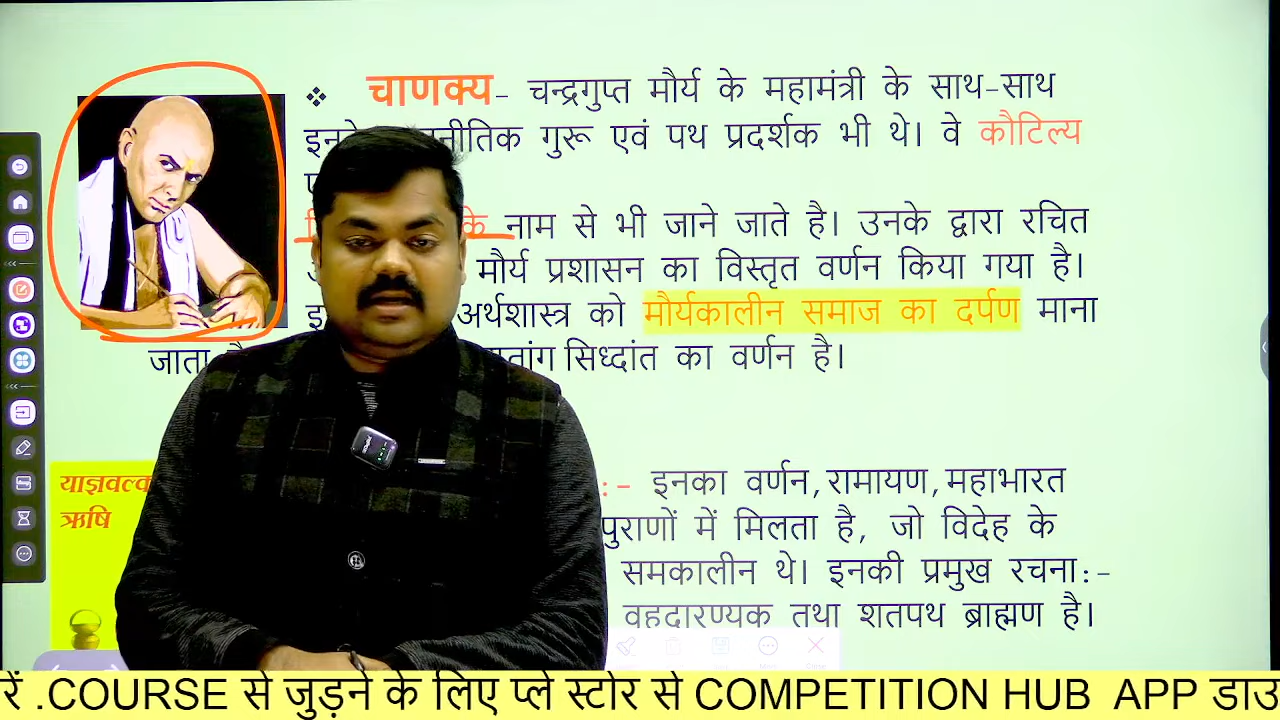 ❖ चाणक्य- चन्द्रगुप्त मौर्य के महामंत्री के साथ-साथ
गुरू एवं पथ प्रदर्शक भी थे। वे कौटिल्य
के नाम से भी जाने जाते है। उनके द्वारा रचित
मौर्य प्रशासन का विस्तृत वर्णन किया गया है।
अर्थशास्त्र को मौर्यकालीन समाज का दर्पण माना
जाता सिध्दांत का वर्णन है।
ऋषि
:- इनका वर्णन,रामायण,महाभारत
पुराणों में मिलता है, जो विदेह के
समकालीन थे। इनकी प्रमुख रचना:-
वृहदारण्यक तथा शतपथ ब्राह्मण है।
रें .COURSE से जुड़ने के लिए प्ले स्टोर से COMPETITION HUB APP डाउ